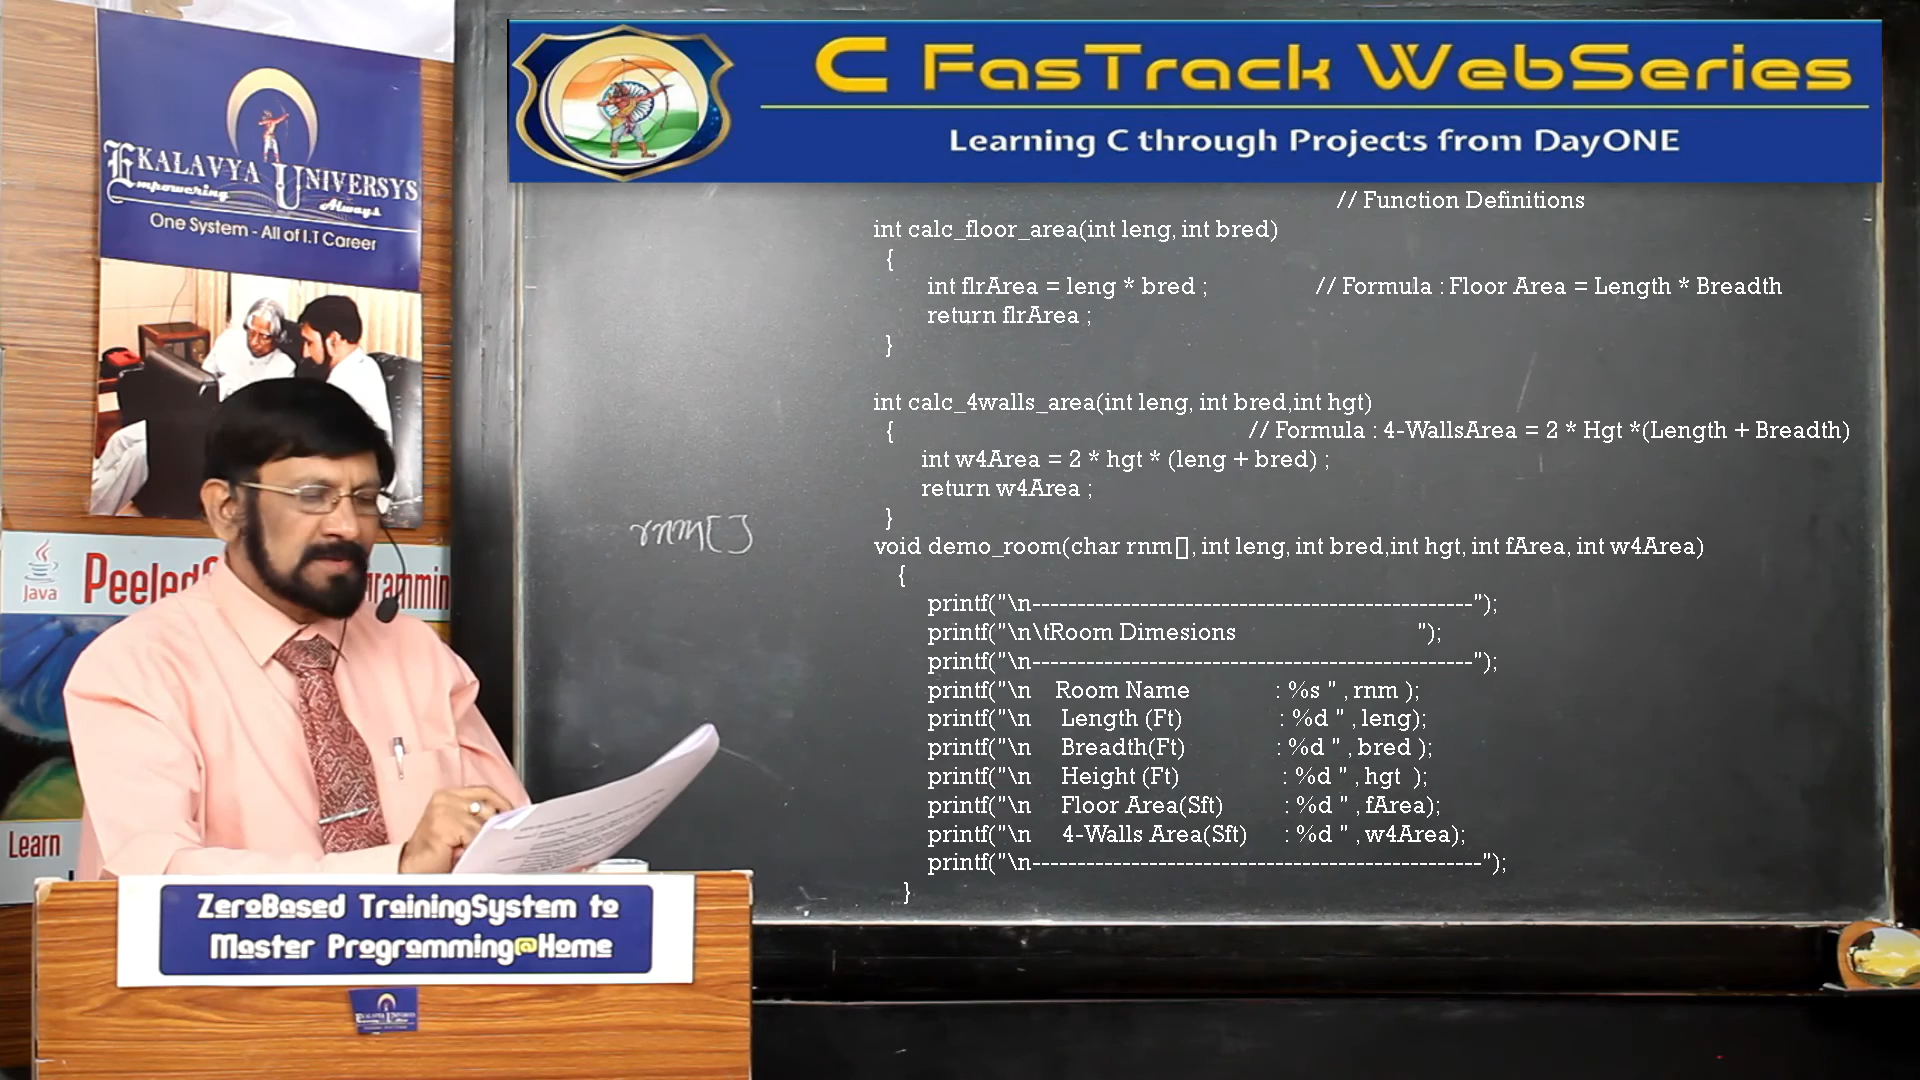 C FasTrack WebSeries
Learning C through Projects from DayONE
EKALAVYA UNIVERSYS
Empowering Always
One System - All of I.T Career
// Function Definitions
int calc_floor_area(int leng, int bred)
{
int flrArea = leng * bred ; // Formula : Floor Area = Length * Breadth
return flrArea ;
}
int calc_4walls_area(int leng, int bred,int hgt)
{ // Formula : 4-WallsArea = 2 * Hgt *(Length + Breadth)
int w4Area = 2 * hgt * (leng + bred) ;
return w4Area ;
}
rnm[]
void demo_room(char rnm[], int leng, int bred,int hgt, int fArea, int w4Area)
{
printf("\n-------------------------------------------------");
printf("\n\tRoom Dimesions ");
printf("\n-------------------------------------------------");
printf("\n Room Name : %s " , rnm );
printf("\n Length (Ft) : %d " , leng);
printf("\n Breadth(Ft) : %d " , bred );
printf("\n Height (Ft) : %d " , hgt );
printf("\n Floor Area(Sft) : %d " , fArea);
printf("\n 4-Walls Area(Sft) : %d " , w4Area);
printf("\n--------------------------------------------------");
}
Java
Learn
ZeroBased TrainingSystem to
Master Programming@Home
EKALAVYA UNIVERSYS